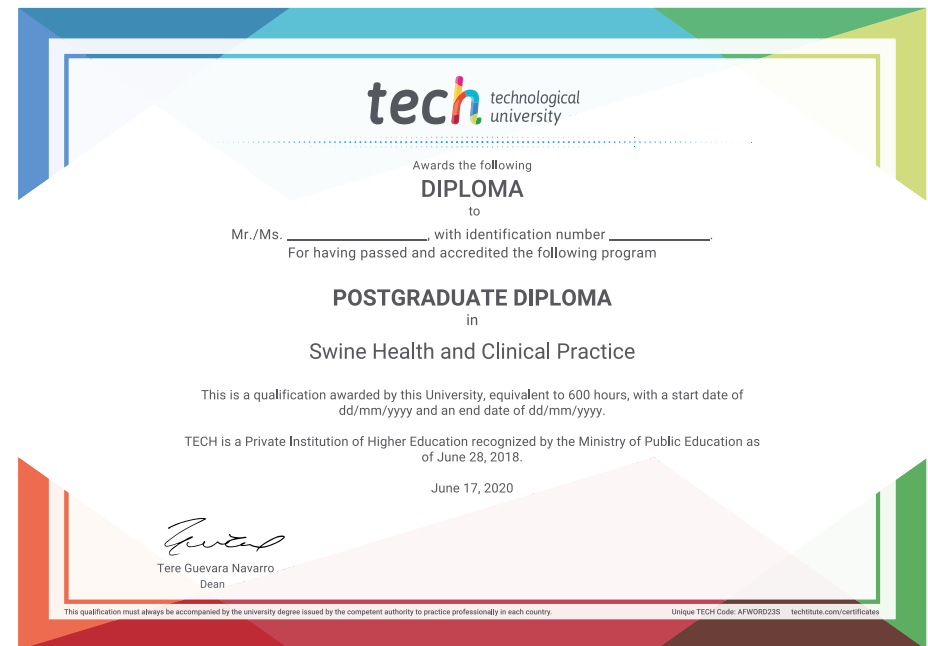 tech technological
university
Awards the following
DIPLOMA
to
Mr./Ms. ____________________, with identification number ______________.
For having passed and accredited the following program
POSTGRADUATE DIPLOMA
in
Swine Health and Clinical Practice
This is a qualification awarded by this University, equivalent to 600 hours, with a start date of
dd/mm/yyyy and an end date of dd/mm/yyyy.
TECH is a Private Institution of Higher Education recognized by the Ministry of Public Education as
of June 28, 2018.
June 17, 2020
Tere Guevara Navarro
Dean
This qualification must always be accompanied by the university degree issued by the competent authority to practice professionally in each country.
Unique TECH Code: AFWORD23S techtitute.com/certificates